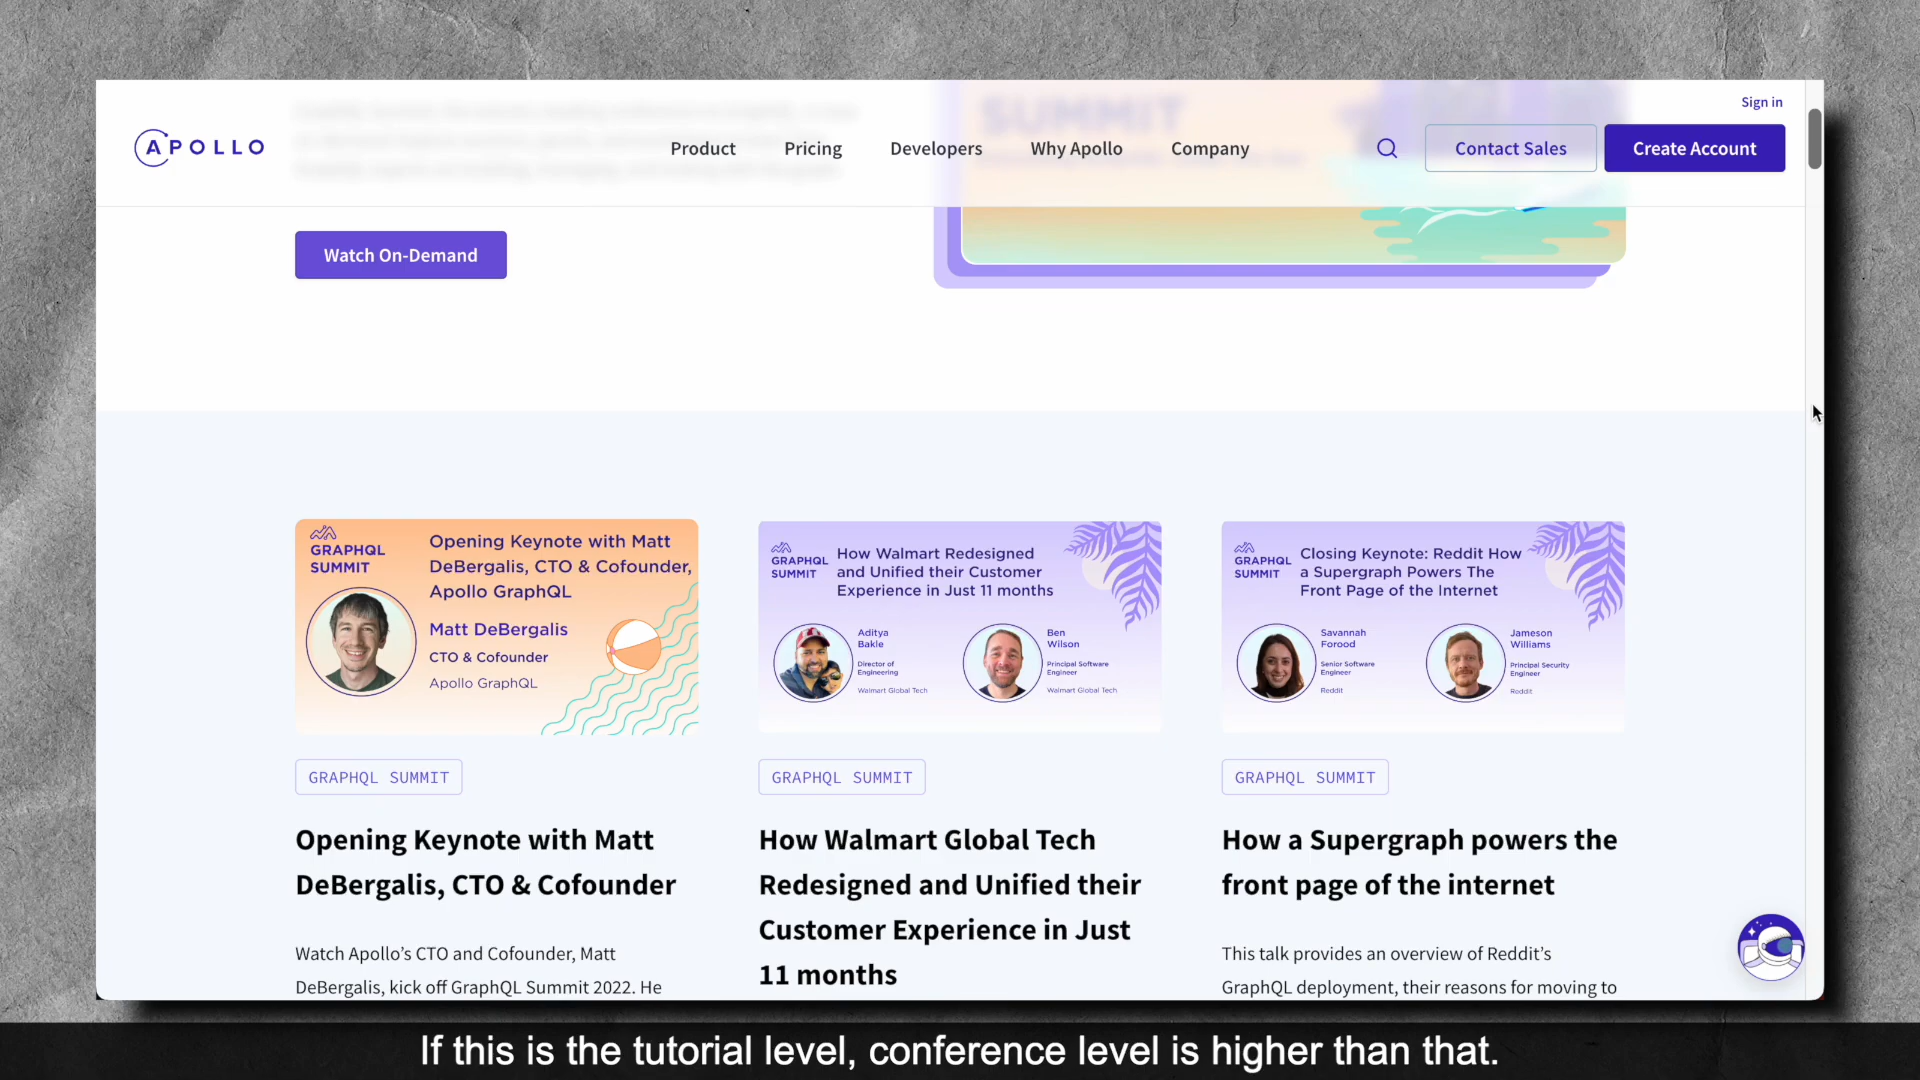 SUMMIT
Sign in
APOLLO
Product
Pricing
Developers
Why Apollo
Company
Contact Sales
Create Account
Watch On-Demand
GRAPHQL
SUMMIT
Opening Keynote with Matt
DeBergalis, CTO & Cofounder,
Apollo GraphQL
Matt DeBergalis
CTO & Cofounder
Apollo GraphQL
GRAPHQL
SUMMIT
How Walmart Redesigned
and Unified their Customer
Experience in Just 11 months
Aditya
Bakle
Director of
Engineering
Walmart Global Tech
Ben
Wilson
Principal Software
Engineer
Walmart Global Tech
GRAPHQL
SUMMIT
Closing Keynote: Reddit How
a Supergraph Powers The
Front Page of the Internet
Savannah
Forood
Senior Software
Engineer
Reddit
Jameson
Williams
Principal Security
Engineer
Reddit
GRAPHQL SUMMIT
Opening Keynote with Matt
DeBergalis, CTO & Cofounder
Watch Apollo’s CTO and Cofounder, Matt
DeBergalis, kick off GraphQL Summit 2022. He
GRAPHQL SUMMIT
How Walmart Global Tech
Redesigned and Unified their
Customer Experience in Just
11 months
GRAPHQL SUMMIT
How a Supergraph powers the
front page of the internet
This talk provides an overview of Reddit’s
GraphQL deployment, their reasons for moving to
If this is the tutorial level, conference level is higher than that.